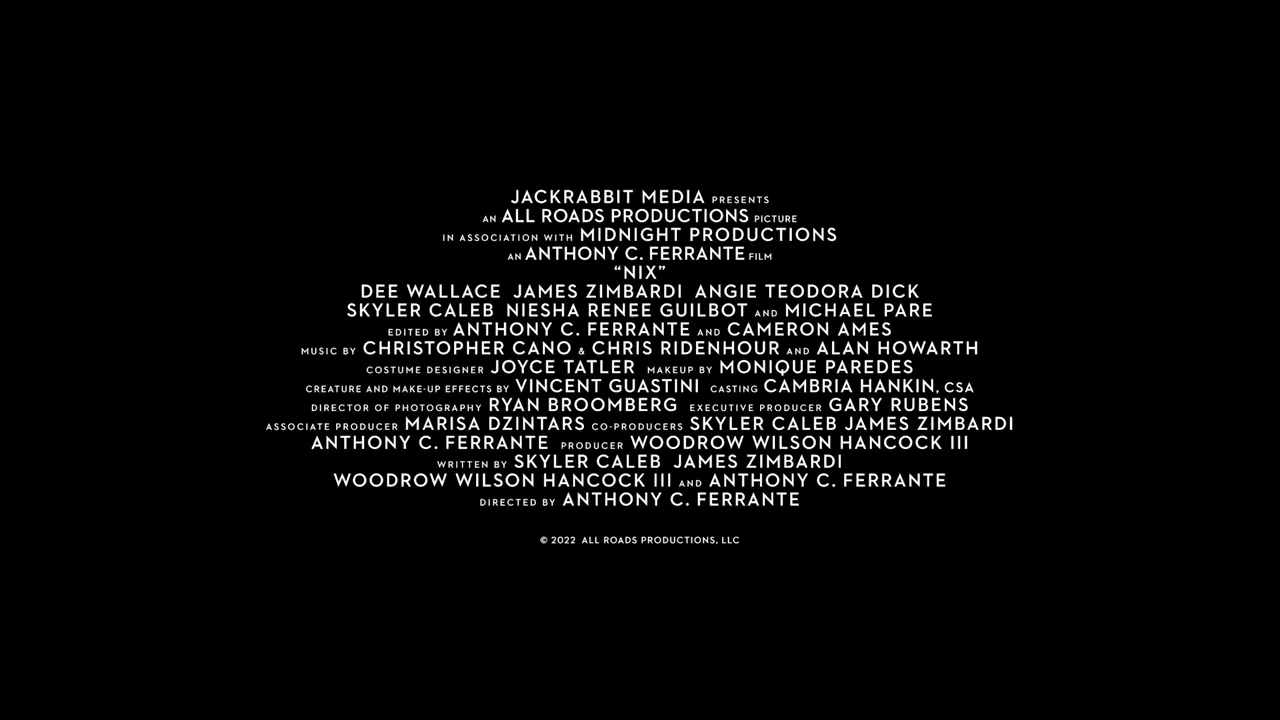 JACKRABBIT MEDIA PRESENTS
AN ALL ROADS PRODUCTIONS PICTURE
IN ASSOCIATION WITH MIDNIGHT PRODUCTIONS
AN ANTHONY C. FERRANTE FILM
“NIX”
DEE WALLACE JAMES ZIMBARDI ANGIE TEODORA DICK
SKYLER CALEB NIESHA RENEE GUILBOT AND MICHAEL PARE
EDITED BY ANTHONY C. FERRANTE AND CAMERON AMES
MUSIC BY CHRISTOPHER CANO & CHRIS RIDENHOUR AND ALAN HOWARTH
COSTUME DESIGNER JOYCE TATLER MAKEUP BY MONIQUE PAREDES
CREATURE AND MAKE-UP EFFECTS BY VINCENT GUASTINI CASTING CAMBRIA HANKIN, CSA
DIRECTOR OF PHOTOGRAPHY RYAN BROOMBERG EXECUTIVE PRODUCER GARY RUBENS
ASSOCIATE PRODUCER MARISA DZINTARS CO-PRODUCERS SKYLER CALEB JAMES ZIMBARDI
ANTHONY C. FERRANTE PRODUCER WOODROW WILSON HANCOCK III
WRITTEN BY SKYLER CALEB JAMES ZIMBARDI
WOODROW WILSON HANCOCK III AND ANTHONY C. FERRANTE
DIRECTED BY ANTHONY C. FERRANTE
© 2022 ALL ROADS PRODUCTIONS, LLC